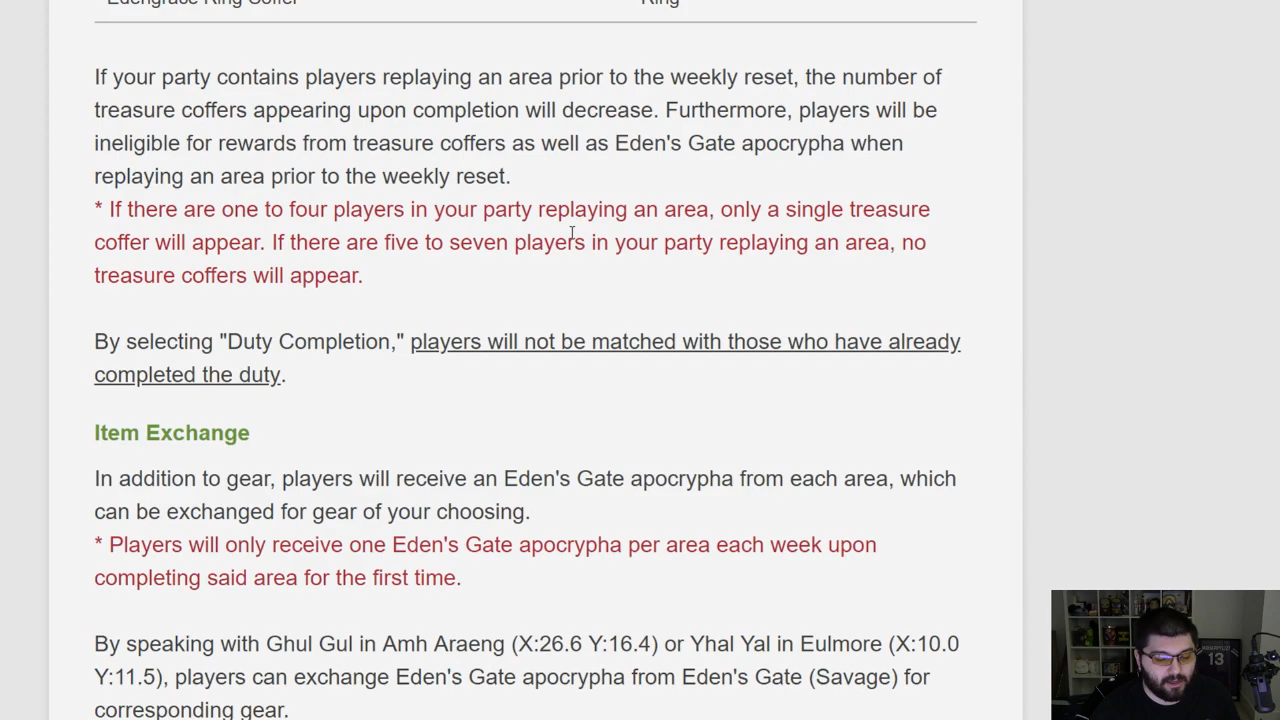 Edengrace Ring Coffer Ring
If your party contains players replaying an area prior to the weekly reset, the number of
treasure coffers appearing upon completion will decrease. Furthermore, players will be
ineligible for rewards from treasure coffers as well as Eden's Gate apocrypha when
replaying an area prior to the weekly reset.
* If there are one to four players in your party replaying an area, only a single treasure
coffer will appear. If there are five to seven players in your party replaying an area, no
treasure coffers will appear.
By selecting "Duty Completion," players will not be matched with those who have already
completed the duty.
Item Exchange
In addition to gear, players will receive an Eden's Gate apocrypha from each area, which
can be exchanged for gear of your choosing.
* Players will only receive one Eden's Gate apocrypha per area each week upon
completing said area for the first time.
By speaking with Ghul Gul in Amh Araeng (X:26.6 Y:16.4) or Yhal Yal in Eulmore (X:10.0
Y:11.5), players can exchange Eden's Gate apocrypha from Eden's Gate (Savage) for
corresponding gear.
13